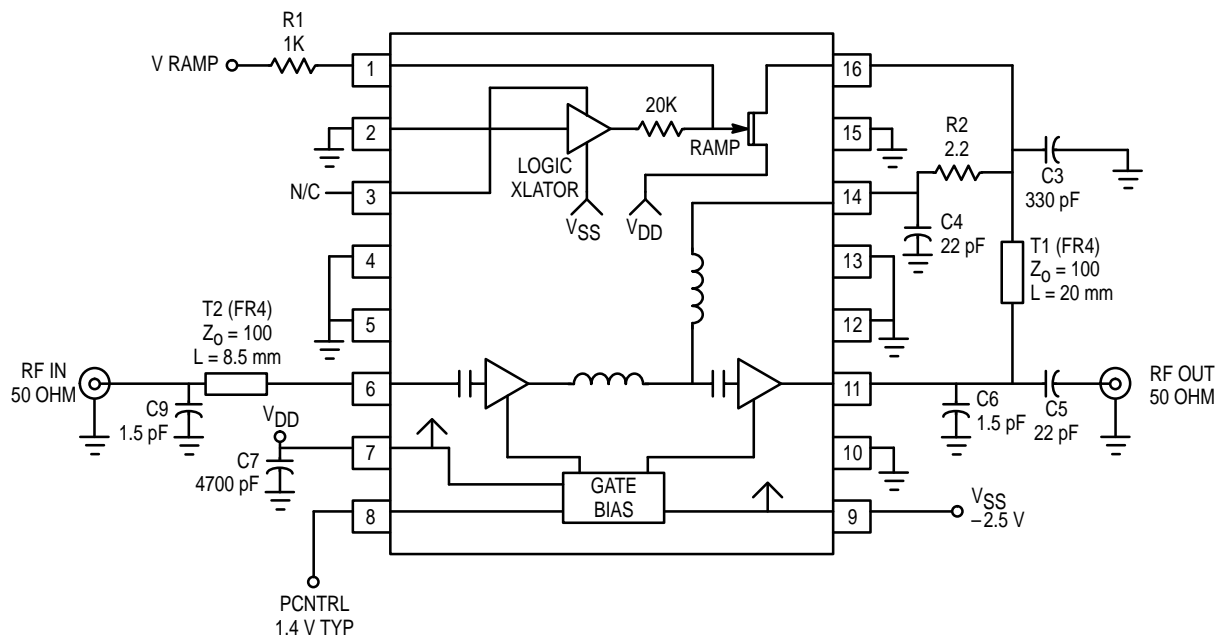 R1
1K
V RAMP
1
2
N/C
3
4
5
T2 (FR4)
Z0 = 100
L = 8.5 mm
RF IN
50 OHM
C9
1.5 pF
6
VDD
C7
4700 pF
7
8
PCNTRL
1.4 V TYP
20K
RAMP
LOGIC
XLATOR
VSS
VDD
GATE
BIAS
16
15
14
13
12
11
10
9
R2
2.2
C3
330 pF
C4
22 pF
T1 (FR4)
Z0 = 100
L = 20 mm
C6
1.5 pF
C5
22 pF
RF OUT
50 OHM
VSS
–2.5 V